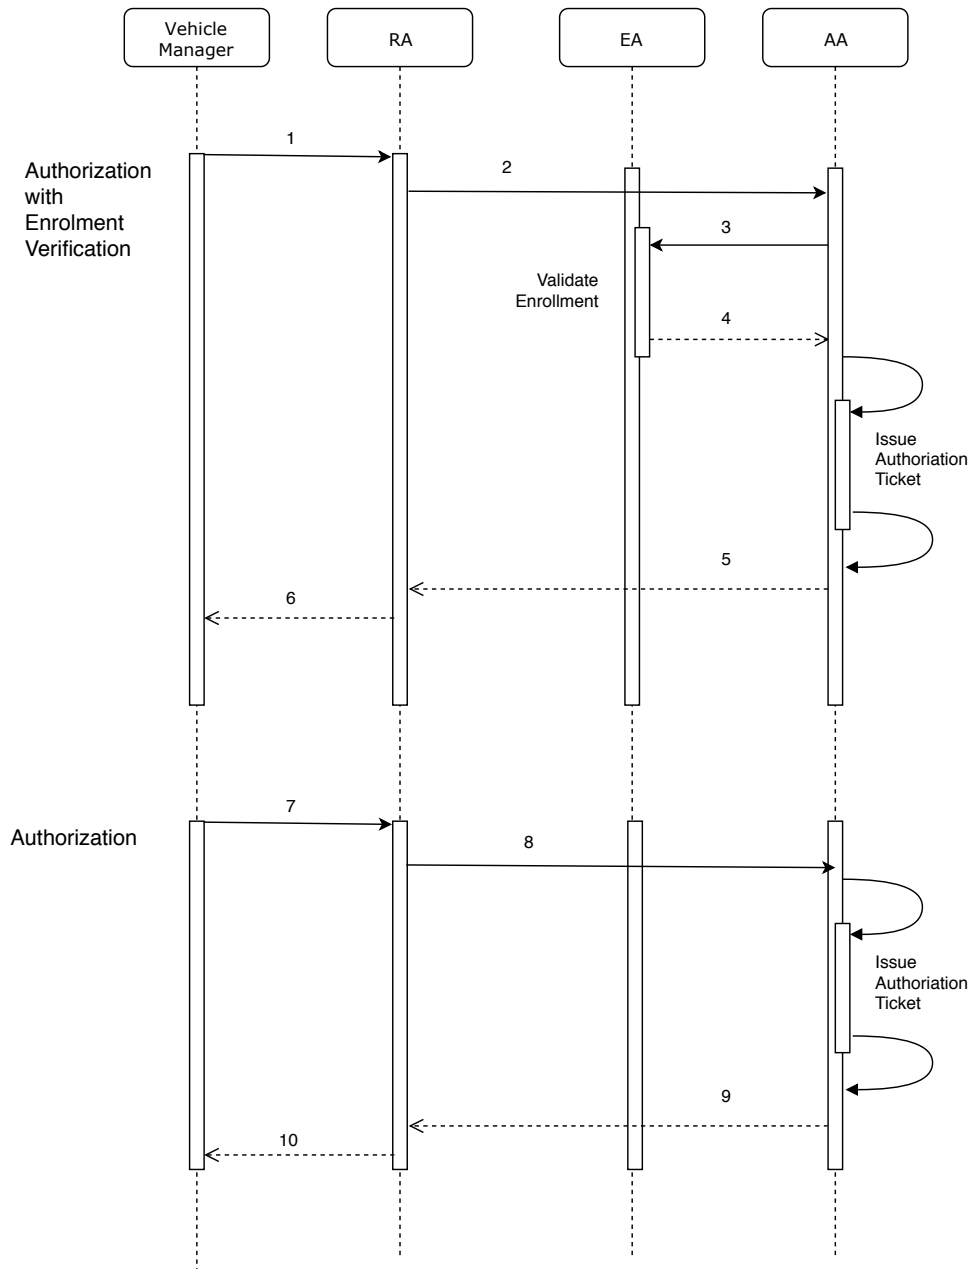 Vehicle
Manager
RA
EA
AA
1
Authorization
with
Enrolment
Verification
2
3
Validate
Enrollment
4
Issue
Authoriation
Ticket
5
6
7
Authorization
8
Issue
Authoriation
Ticket
9
10